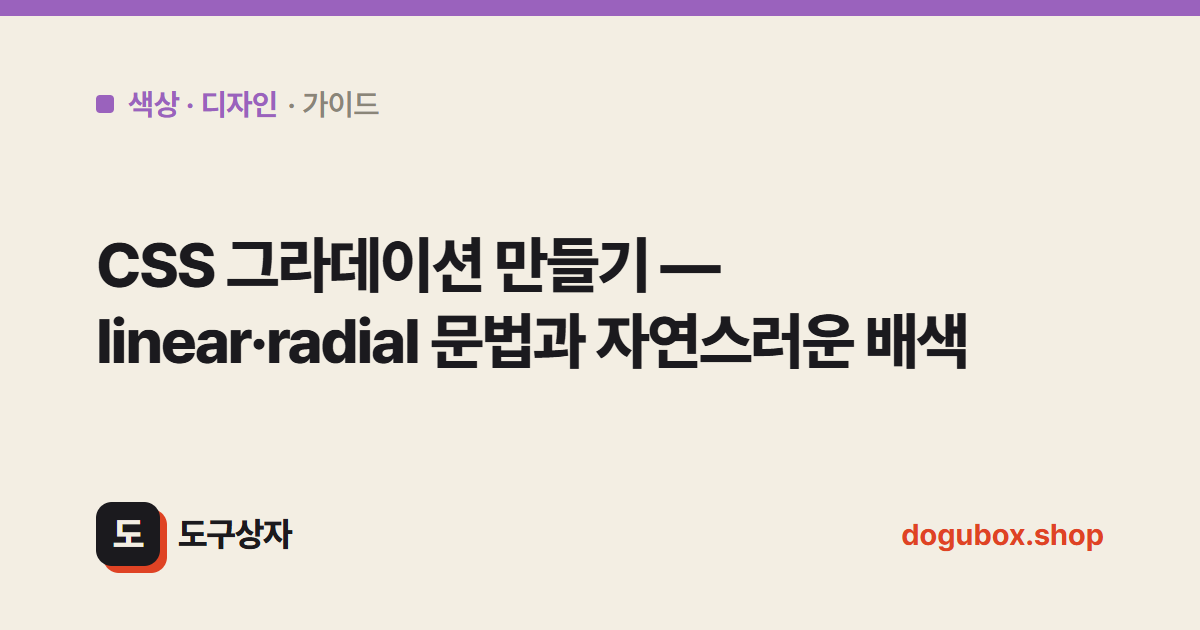 색상 · 디자인 · 가이드
CSS 그라데이션 만들기 —
linear·radial 문법과 자연스러운 배색
도 도구상자
dogubox.shop